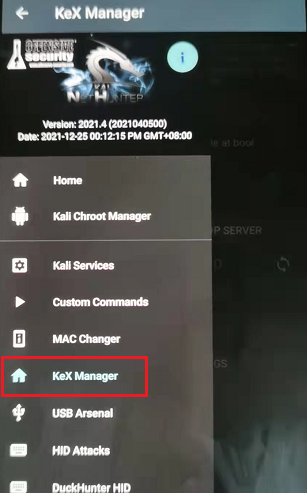 KeX Manager
OFFENSIVE
security
NetHunter
Version: 2021.4 (2021040500)
Date: 2021-12-25 00:12:15 PM GMT+08:00
le at boot
Home
Kali Chroot Manager
OP SERVER
Kali Services
0
Custom Commands
MAC Changer
GS
KeX Manager
USB Arsenal
HID Attacks
DuckHunter HID